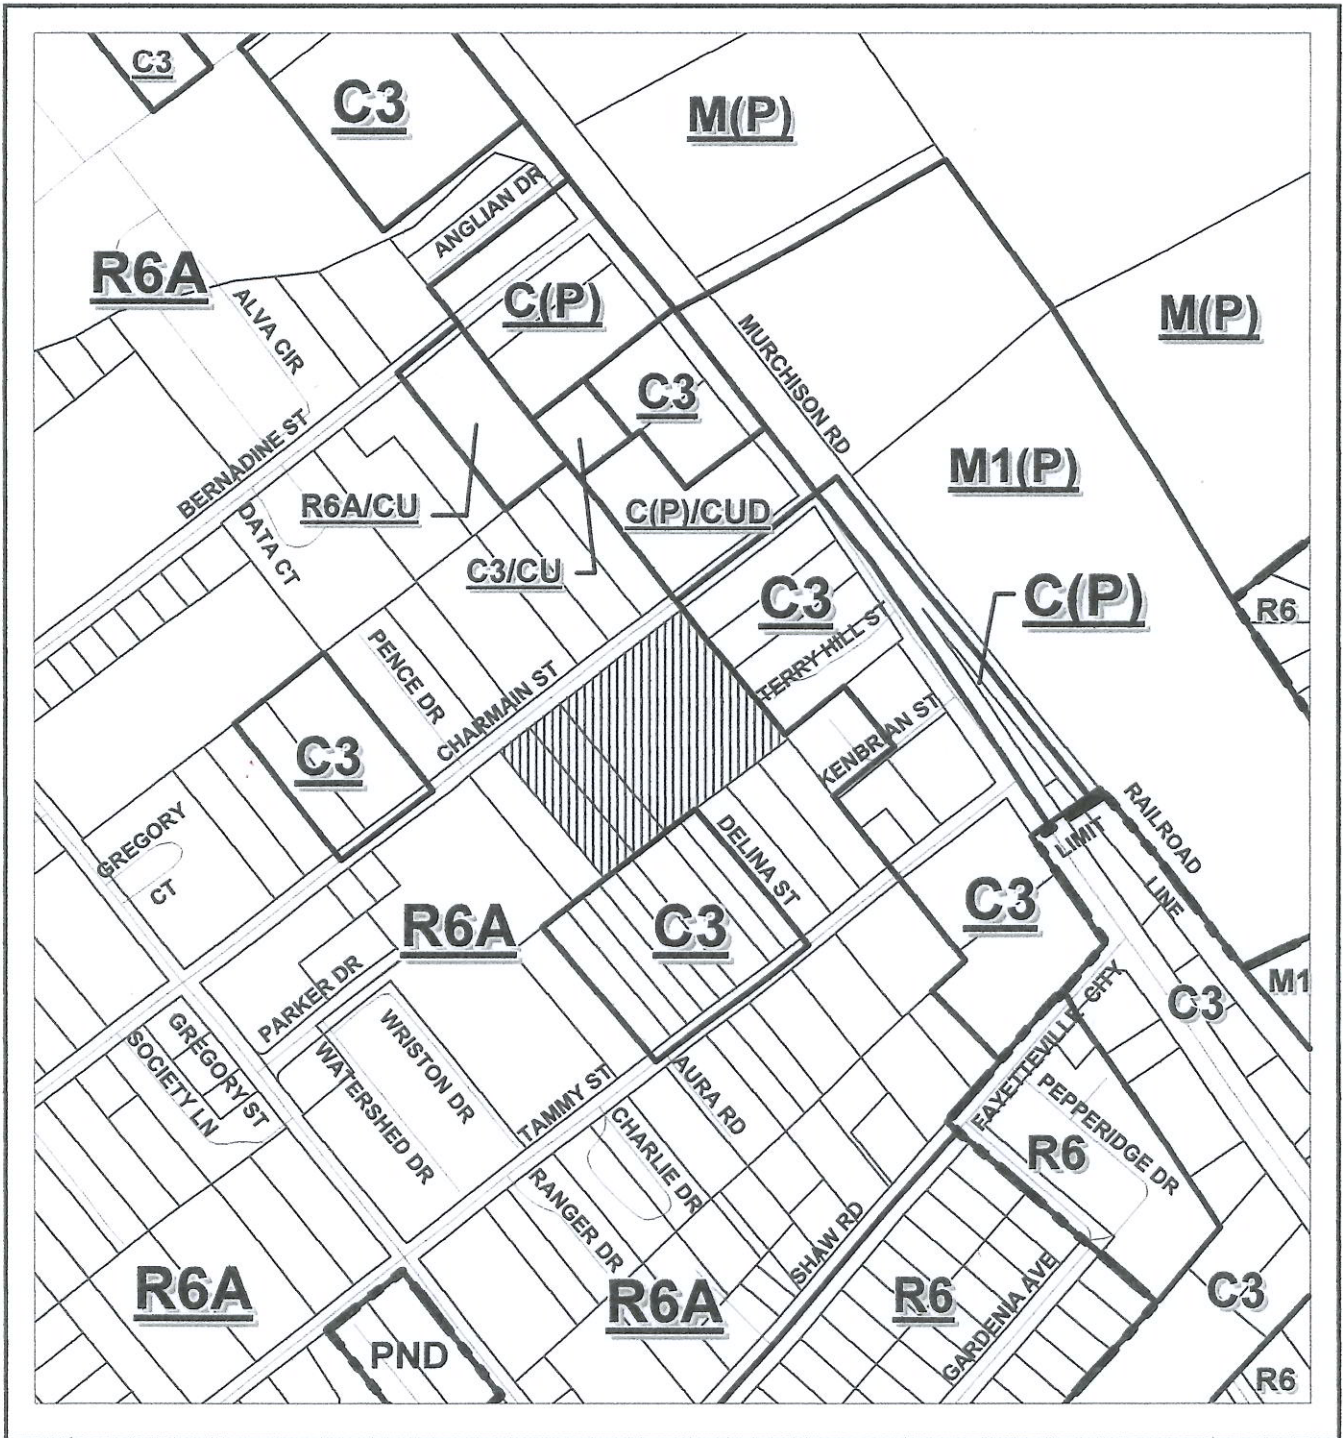 C3
C3
M(P)
ANGLIAN DR
R6A
ALVA CIR
C(P)
M(P)
MURCHISON RD
C3
BERNADINE ST
R6A/CU
C(P)/CUD
M1(P)
DATA CT
C3/CU
C3
C(P)
R6
TERRY HILL ST
PENCE DR
CHARMAIN ST
KENBRIAN ST
C3
GREGORY
CT
DELINA ST
RAILROAD
LINE
LIMIT
R6A
C3
C3
M1
C3
PARKER DR
GREGORY ST
SOCIETY LN
WRISTON DR
WATERSHED DR
TAMMY ST
AURA RD
CHARLIE DR
RANGER DR
FAYETTEVILLE CITY
PEPPERIDGE DR
R6
SHAW RD
R6A
R6A
R6
GARDENIA AVE
C3
PND
R6